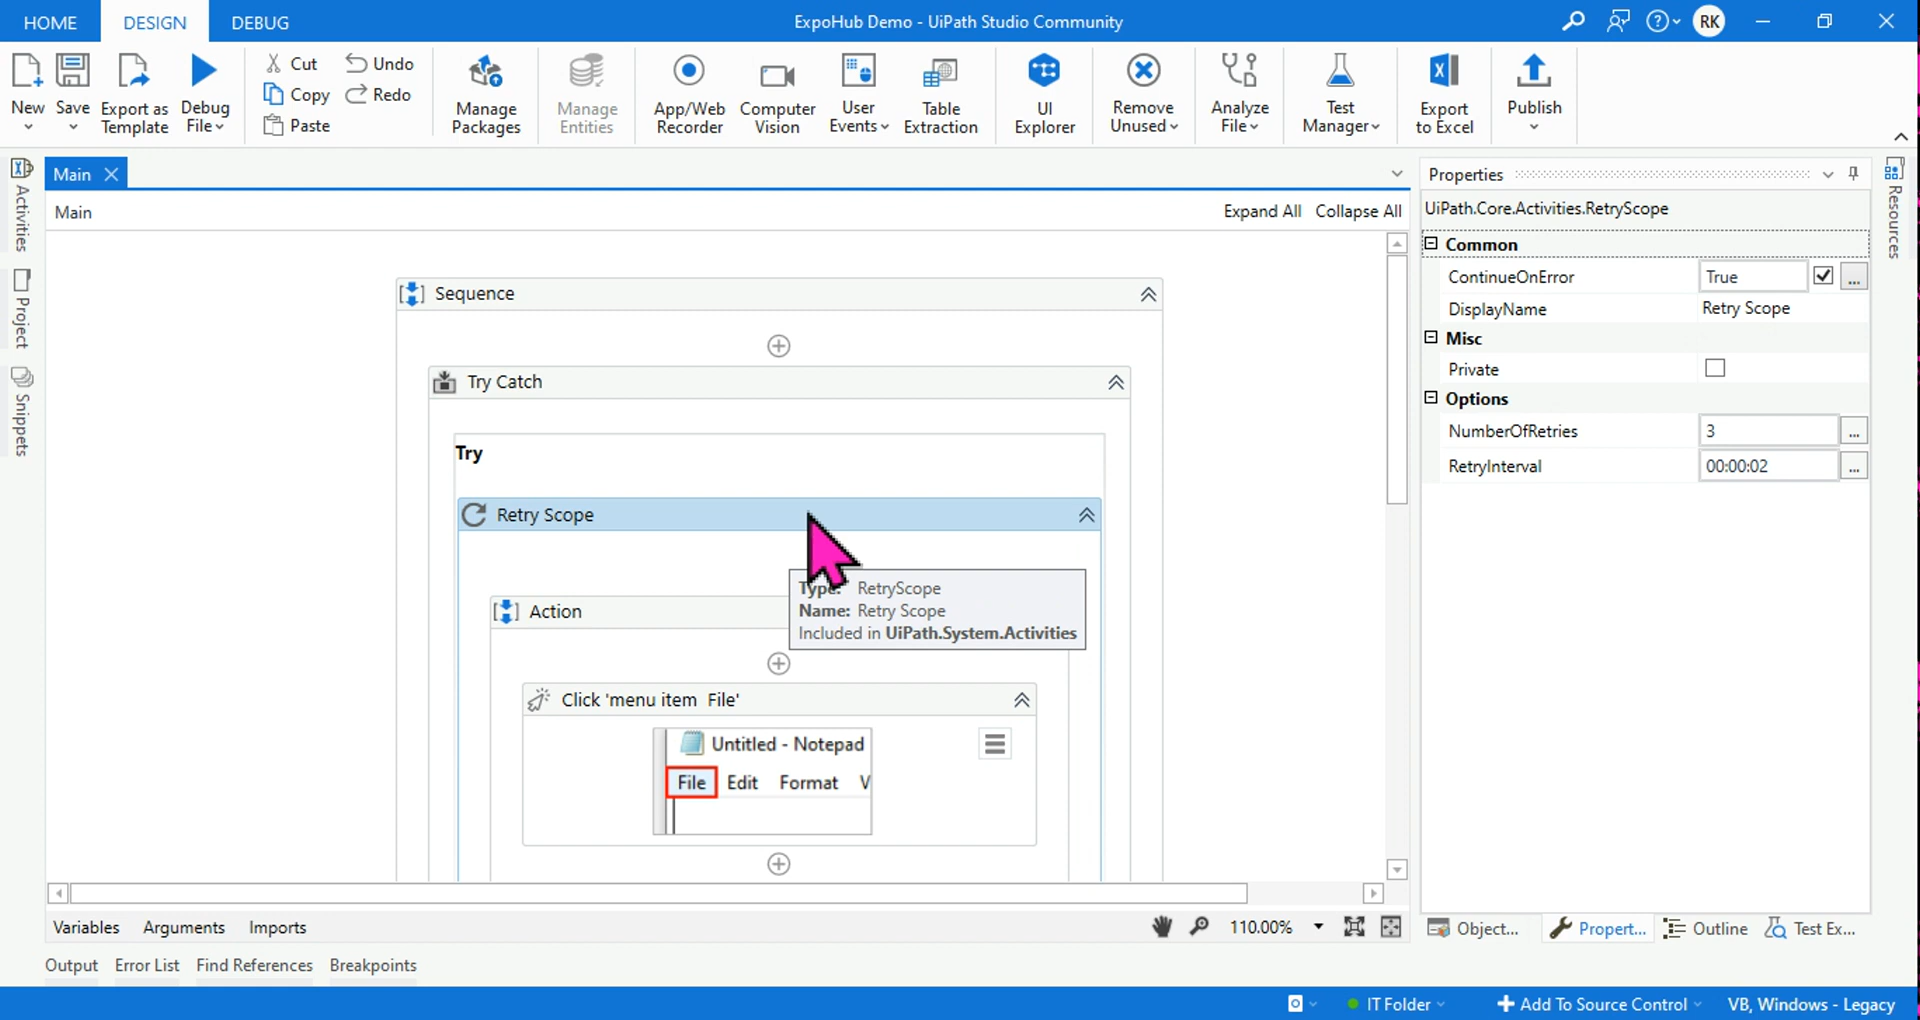 HOME DESIGN DEBUG ExpoHub Demo - UiPath Studio Community RK
New Save Export as Template Debug File Cut Copy Paste Undo Redo Manage Packages Manage Entities App/Web Recorder Computer Vision User Events Table Extraction UI Explorer Remove Unused Analyze File Test Manager Export to Excel Publish
Activities
Project
Snippets
Main
Main Expand All Collapse All
Sequence
Try Catch
Try
Retry Scope
Type: RetryScope
Name: Retry Scope
Included in UiPath.System.Activities
Action
Click 'menu item File'
Untitled - Notepad
File Edit Format V
Properties
UiPath.Core.Activities.RetryScope
Common
ContinueOnError True ...
DisplayName Retry Scope
Misc
Private
Options
NumberOfRetries 3 ...
RetryInterval 00:00:02 ...
Resources
Variables Arguments Imports 110.00%
Object... Propert... Outline Test Ex...
Output Error List Find References Breakpoints
IT Folder Add To Source Control VB, Windows - Legacy